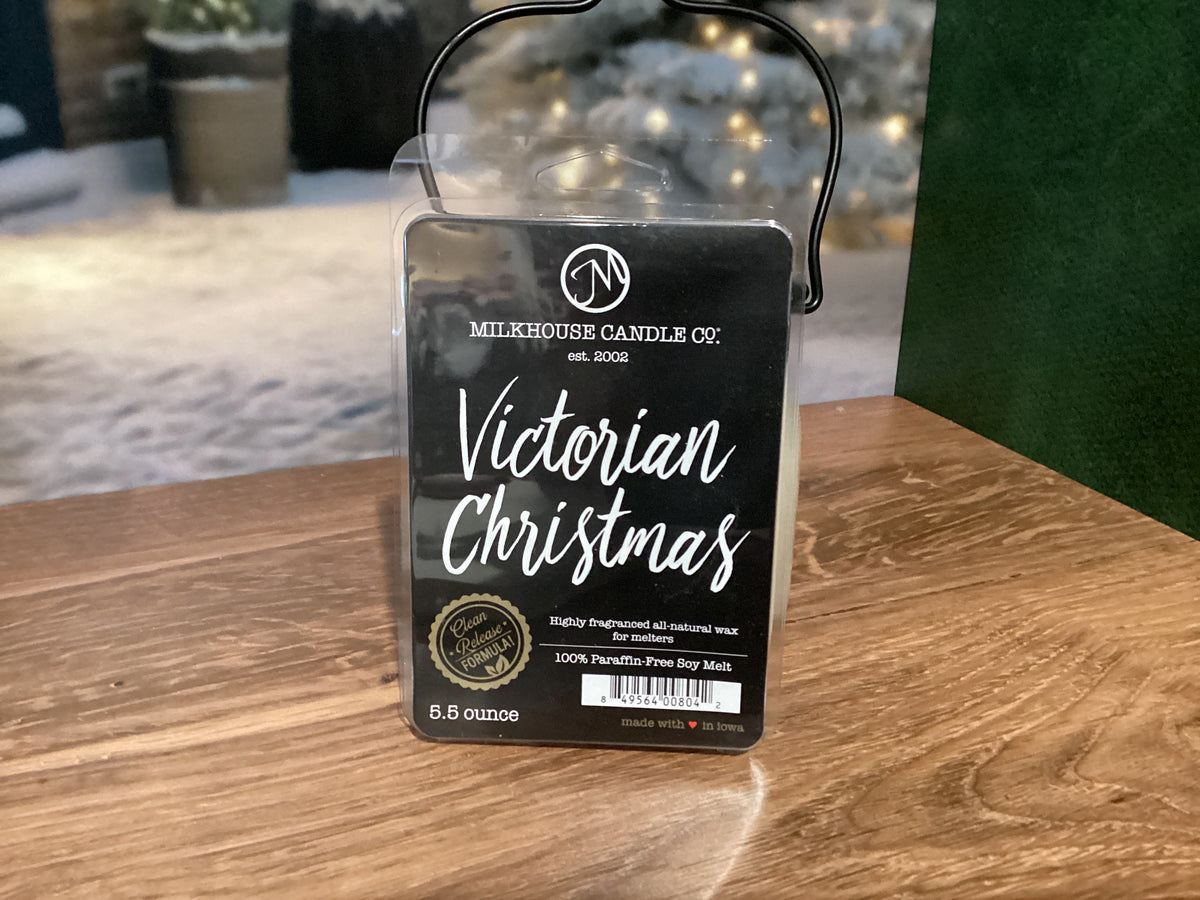 JM
MILKHOUSE CANDLE Co.®
est. 2002
Victorian
Christmas
Clean
Release
FORMULA!
Highly fragranced all-natural wax
for melters
100% Paraffin-Free Soy Melt
8 49564 00804 2
5.5 ounce
made with ♥ in iowa